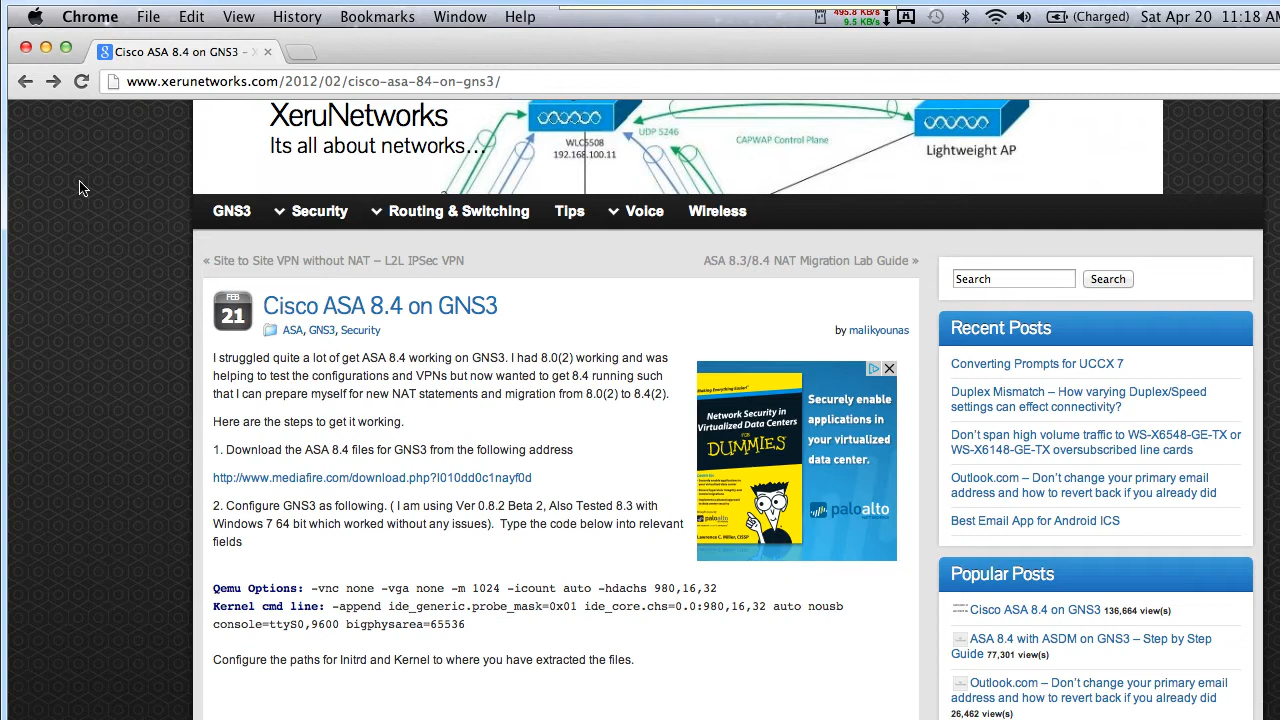 Chrome File Edit View History Bookmarks Window Help
495.8 KB/s
9.5 KB/s
(Charged) Sat Apr 20 11:18 AM
Cisco ASA 8.4 on GNS3 –
www.xerunetworks.com/2012/02/cisco-asa-84-on-gns3/
XeruNetworks
Its all about networks...
WLC5508
192.168.100.11
UDP 5246
CAPWAP Control Plane
Lightweight AP
GNS3 Security Routing & Switching Tips Voice Wireless
« Site to Site VPN without NAT – L2L IPSec VPN
ASA 8.3/8.4 NAT Migration Lab Guide »
FEB
21
Cisco ASA 8.4 on GNS3
ASA, GNS3, Security
by malikyounas
I struggled quite a lot of get ASA 8.4 working on GNS3. I had 8.0(2) working and was
helping to test the configurations and VPNs but now wanted to get 8.4 running such
that I can prepare myself for new NAT statements and migration from 8.0(2) to 8.4(2).
Here are the steps to get it working.
1. Download the ASA 8.4 files for GNS3 from the following address
http://www.mediafire.com/download.php?l010dd0c1nayf0d
2. Configure GNS3 as following. ( I am using Ver 0.8.2 Beta 2, Also Tested 8.3 with
Windows 7 64 bit which worked without any issues). Type the code below into relevant
fields
Qemu Options: -vnc none -vga none -m 1024 -icount auto -hdachs 980,16,32
Kernel cmd line: -append ide_generic.probe_mask=0x01 ide_core.chs=0.0:980,16,32 auto nousb
console=ttyS0,9600 bigphysarea=65536
Configure the paths for Initrd and Kernel to where you have extracted the files.
Making Everything Easier!
Network Security in
Virtualized Data Centers
FOR
DUMMIES
paloalto
Lawrence C. Miller, CISSP
Securely enable
applications in
your virtualized
data center.
paloalto
Search Search
Recent Posts
Converting Prompts for UCCX 7
Duplex Mismatch – How varying Duplex/Speed
settings can effect connectivity?
Don't span high volume traffic to WS-X6548-GE-TX or
WS-X6148-GE-TX oversubscribed line cards
Outlook.com – Don't change your primary email
address and how to revert back if you already did
Best Email App for Android ICS
Popular Posts
Cisco ASA 8.4 on GNS3 136,664 view(s)
ASA 8.4 with ASDM on GNS3 – Step by Step
Guide 77,301 view(s)
Outlook.com – Don't change your primary email
address and how to revert back if you already did
26,462 view(s)